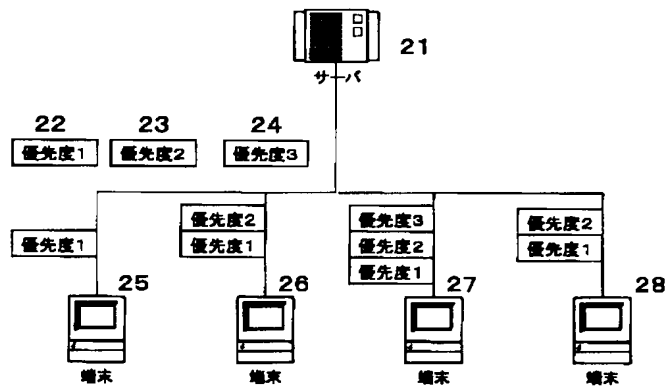 21
サーバ
22 23 24
優先度1 優先度2 優先度3
優先度2 優先度3 優先度2
優先度1 優先度1 優先度2 優先度1
優先度1
25 26 27 28
端末 端末 端末 端末